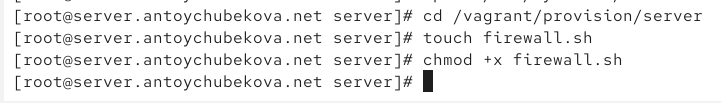 [root@server.antoychubekova.net server]# cd /vagrant/provision/server
[root@server.antoychubekova.net server]# touch firewall.sh
[root@server.antoychubekova.net server]# chmod +x firewall.sh
[root@server.antoychubekova.net server]#